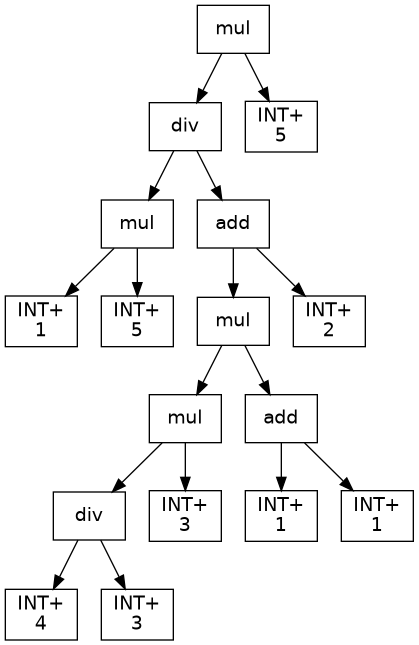 mul
div
INT+
5
mul
add
INT+
1
INT+
5
mul
INT+
2
mul
add
div
INT+
3
INT+
1
INT+
1
INT+
4
INT+
3